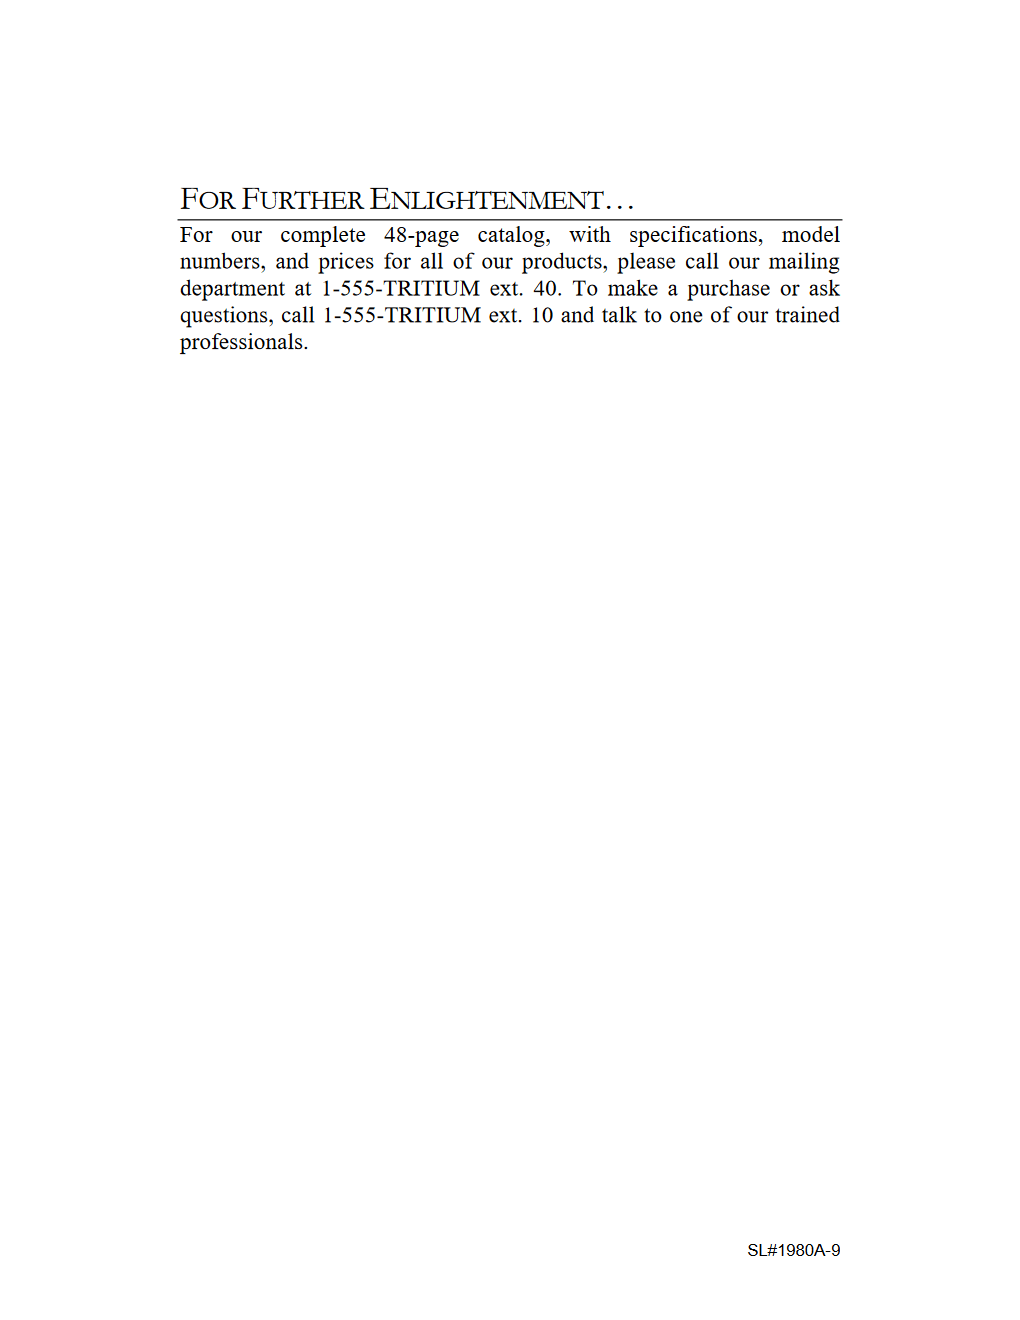 FOR FURTHER ENLIGHTENMENT…
For our complete 48-page catalog, with specifications, model
numbers, and prices for all of our products, please call our mailing
department at 1-555-TRITIUM ext. 40. To make a purchase or ask
questions, call 1-555-TRITIUM ext. 10 and talk to one of our trained
professionals.
SL#1980A-9